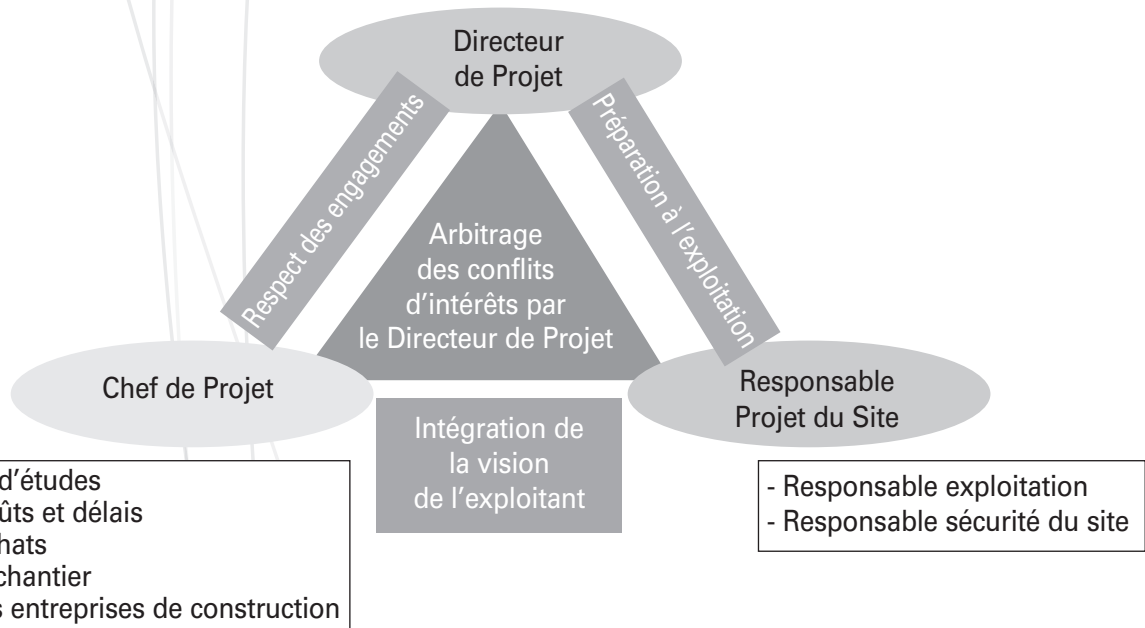 Directeur
de Projet
Respect des engagements
Préparation à l'exploitation
Arbitrage
des conflits
d'intérêts par
le Directeur de Projet
Chef de Projet
Responsable
Projet du Site
Intégration de
la vision
de l'exploitant
d'études
et délais
chantier
entreprises de construction
- Responsable exploitation
- Responsable sécurité du site